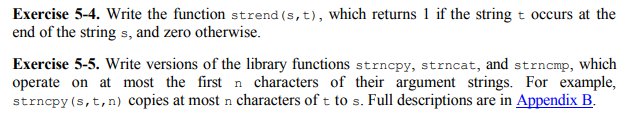 Exercise 5-4. Write the function strend(s,t), which returns 1 if the string t occurs at the
end of the string s, and zero otherwise.
Exercise 5-5. Write versions of the library functions strncpy, strncat, and strncmp, which
operate on at most the first n characters of their argument strings. For example,
strncpy(s,t,n) copies at most n characters of t to s. Full descriptions are in Appendix B.